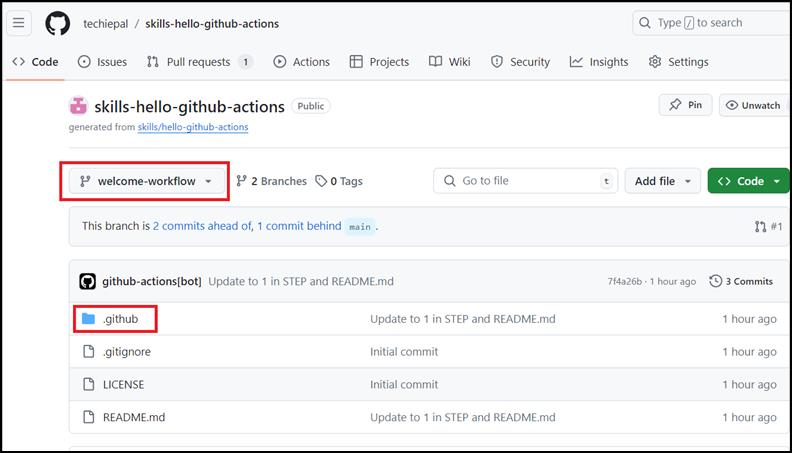 techiepal / skills-hello-github-actions Type / to search
Code Issues Pull requests 1 Actions Projects Wiki Security Insights Settings
skills-hello-github-actions Public Pin Unwatch
generated from skills/hello-github-actions
welcome-workflow 2 Branches 0 Tags Go to file t Add file Code
This branch is 2 commits ahead of, 1 commit behind main . #1
github-actions[bot] Update to 1 in STEP and README.md 7f4a26b · 1 hour ago 3 Commits
.github Update to 1 in STEP and README.md 1 hour ago
.gitignore Initial commit 1 hour ago
LICENSE Initial commit 1 hour ago
README.md Update to 1 in STEP and README.md 1 hour ago